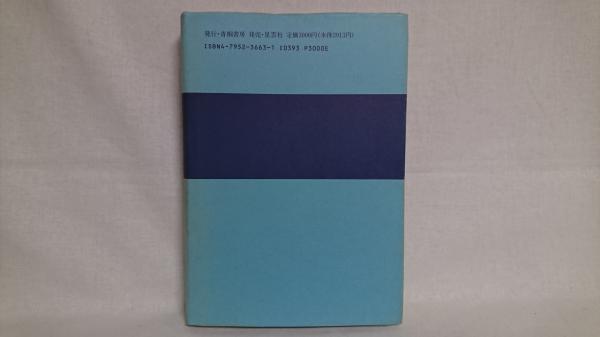 発行・青桐書房 発売・星雲社 定価3000円(本体2913円)
ISBN4-7952-3663-1 C0393 P3000E